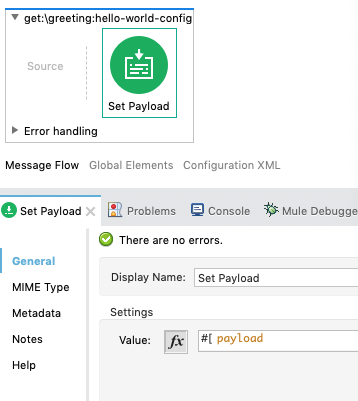 get:\greeting:hello-world-config
Source
Set Payload
Error handling
Message Flow Global Elements Configuration XML
Set Payload Problems Console Mule Debugge
General
There are no errors.
MIME Type
Display Name: Set Payload
Metadata
Settings
Notes
Value: fx #[ payload
Help